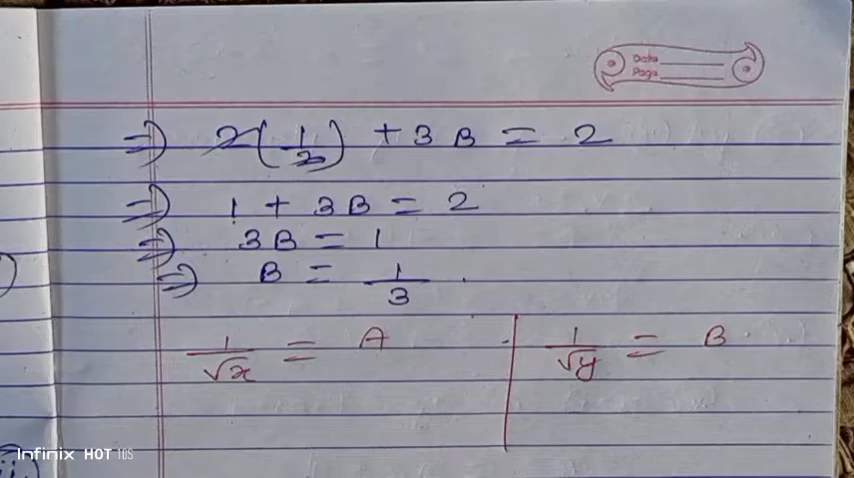 Date
Page
⇒ 2(1/2) + 3B = 2
⇒ 1 + 3B = 2
⇒ 3B = 1
⇒ B = 1/3 .
1/√x = A | 1/√y = B
Infinix HOT 10S